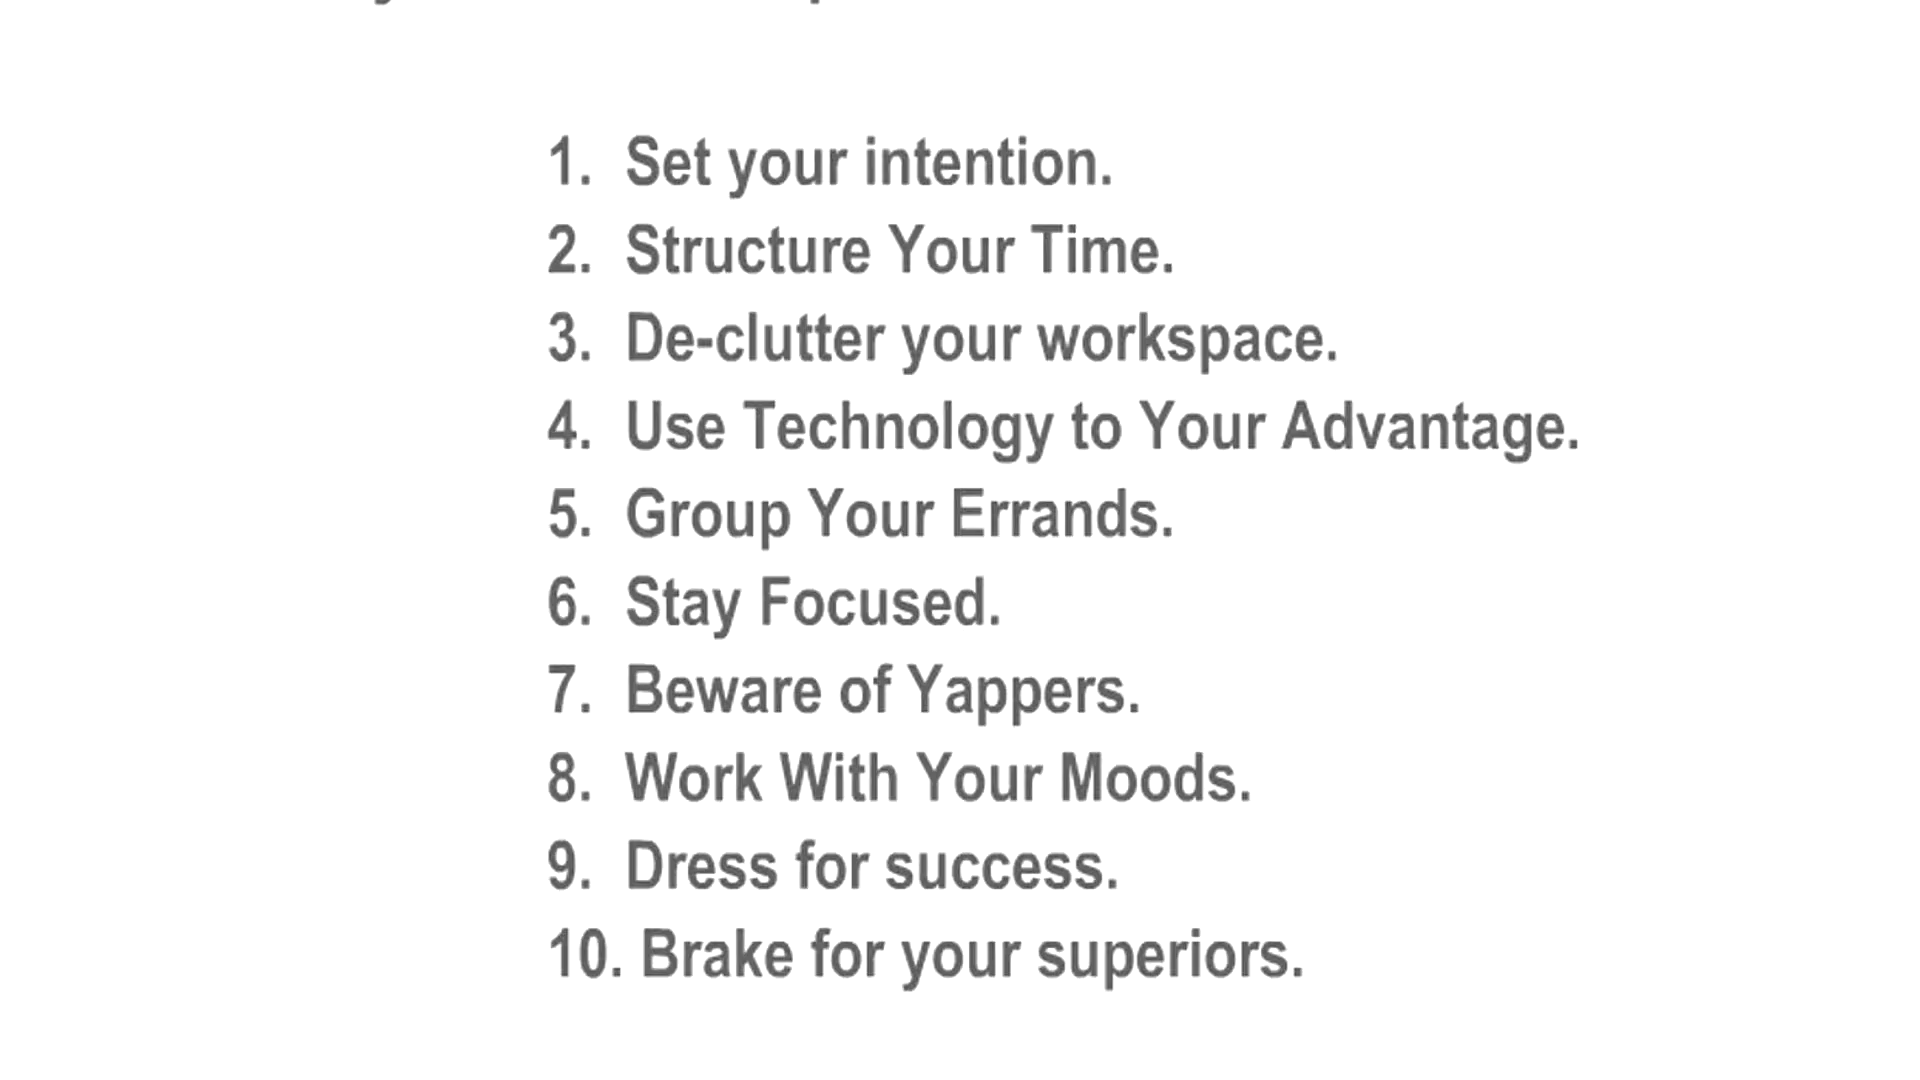 1. Set your intention.
2. Structure Your Time.
3. De-clutter your workspace.
4. Use Technology to Your Advantage.
5. Group Your Errands.
6. Stay Focused.
7. Beware of Yappers.
8. Work With Your Moods.
9. Dress for success.
10. Brake for your superiors.